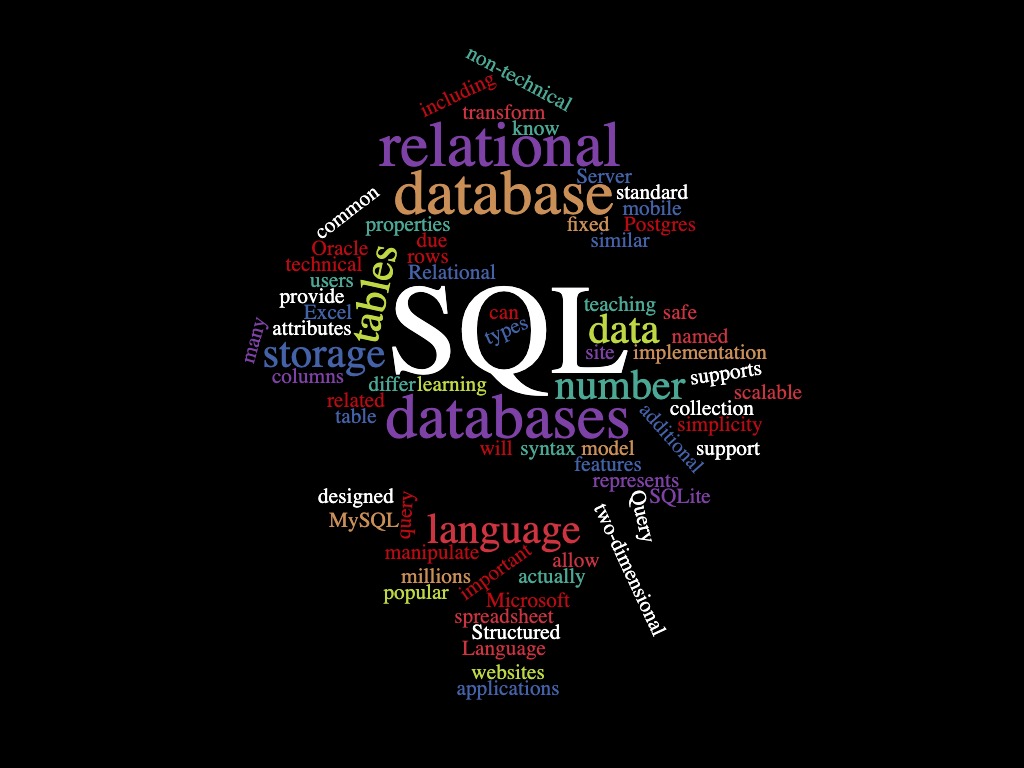 non-technical
including
transform
know
relational
Server
database
standard
common
mobile
properties
fixed
Postgres
due
similar
Oracle
rows
technical
Relational
tables
users
provide
SQL
can
teaching
Excel
safe
types
data
attributes
many
named
storage
site
implementation
columns
supports
differ
learning
number
scalable
related
databases
collection
table
additional
simplicity
will
syntax
model
support
features
represents
designed
query
Query
SQLite
MySQL
language
two-dimensional
manipulate
important
allow
millions
actually
popular
Microsoft
spreadsheet
Structured
Language
websites
applications